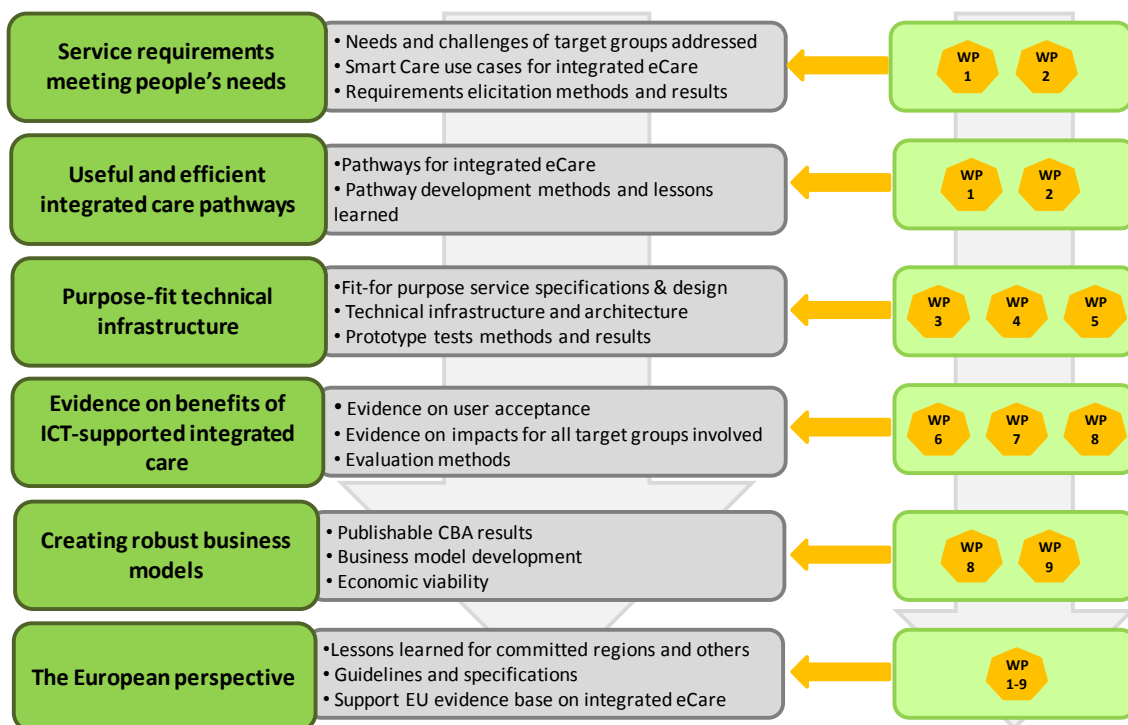 Service requirements
meeting people's needs
• Needs and challenges of target groups addressed
• Smart Care use cases for integrated eCare
• Requirements elicitation methods and results
WP
1
WP
2
Useful and efficient
integrated care pathways
•Pathways for integrated eCare
• Pathway development methods and lessons
learned
WP
1
WP
2
Purpose-fit technical
infrastructure
•Fit-for purpose service specifications & design
• Technical infrastructure and architecture
• Prototype tests methods and results
WP
3
WP
4
WP
5
Evidence on benefits of
ICT-supported integrated
care
• Evidence on user acceptance
• Evidence on impacts for all target groups involved
• Evaluation methods
WP
6
WP
7
WP
8
Creating robust business
models
• Publishable CBA results
• Business model development
• Economic viability
WP
8
WP
9
The European perspective
•Lessons learned for committed regions and others
• Guidelines and specifications
• Support EU evidence base on integrated eCare
WP
1-9